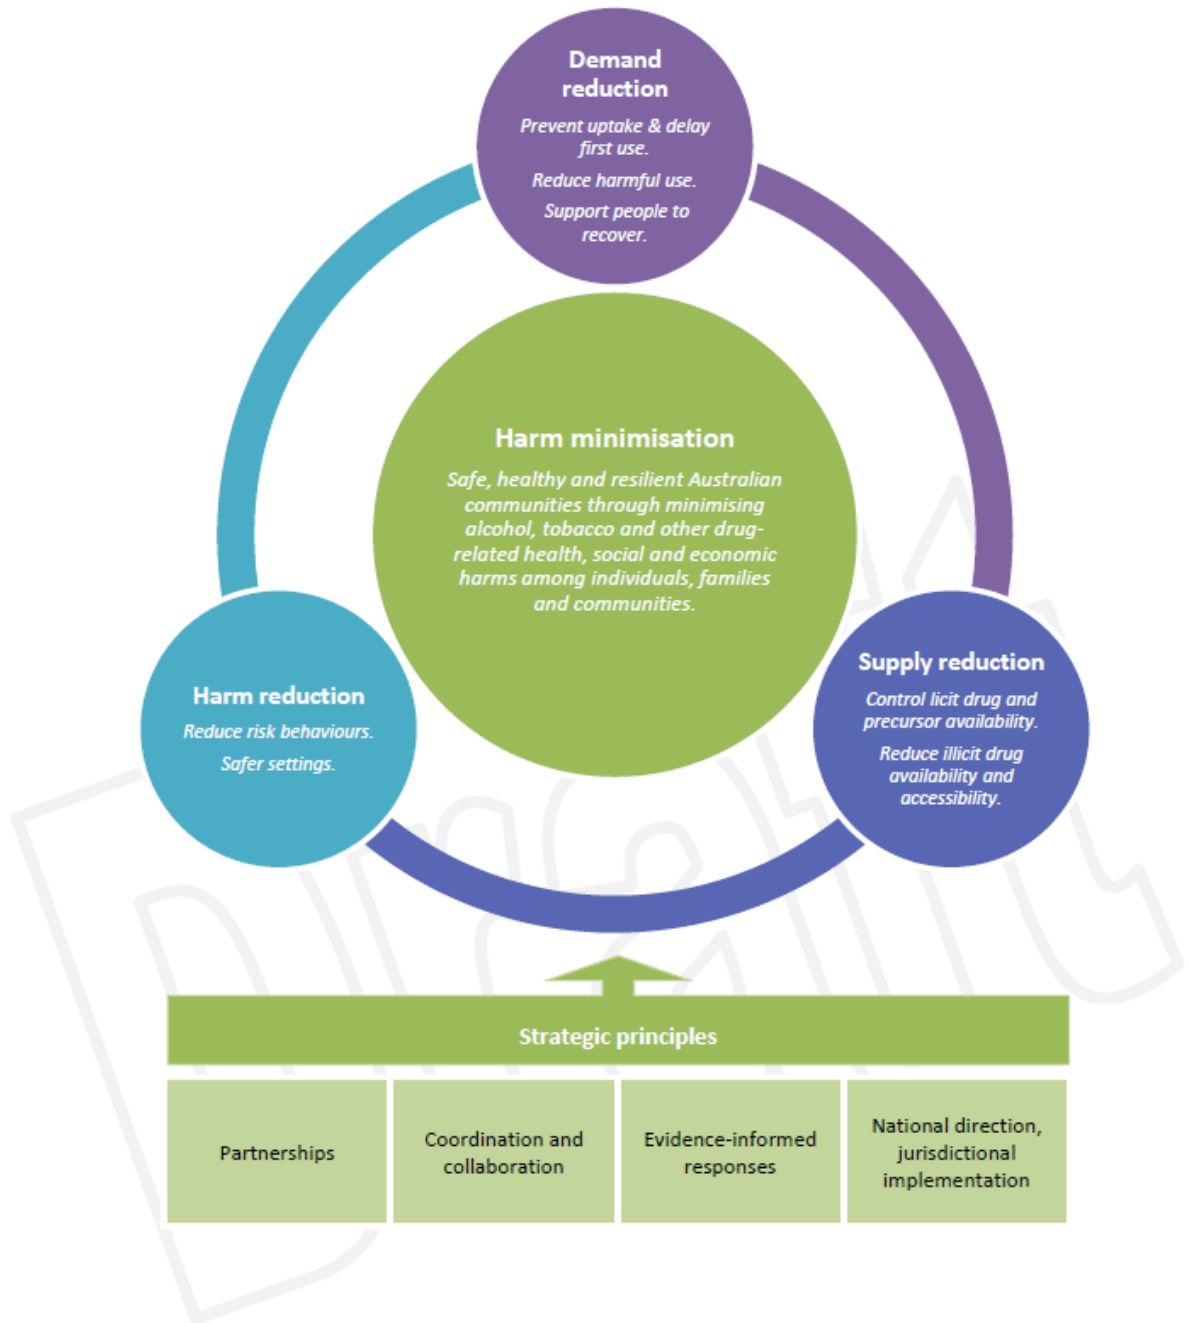 Demand
reduction
Prevent uptake & delay
first use.
Reduce harmful use.
Support people to
recover.
Harm minimisation
Safe, healthy and resilient Australian
communities through minimising
alcohol, tobacco and other drug-
related health, social and economic
harms among individuals, families
and communities.
Harm reduction
Reduce risk behaviours.
Safer settings.
Supply reduction
Control licit drug and
precursor availability.
Reduce illicit drug
availability and
accessibility.
Strategic principles
Partnerships
Coordination and
collaboration
Evidence-informed
responses
National direction,
jurisdictional
implementation
Draft